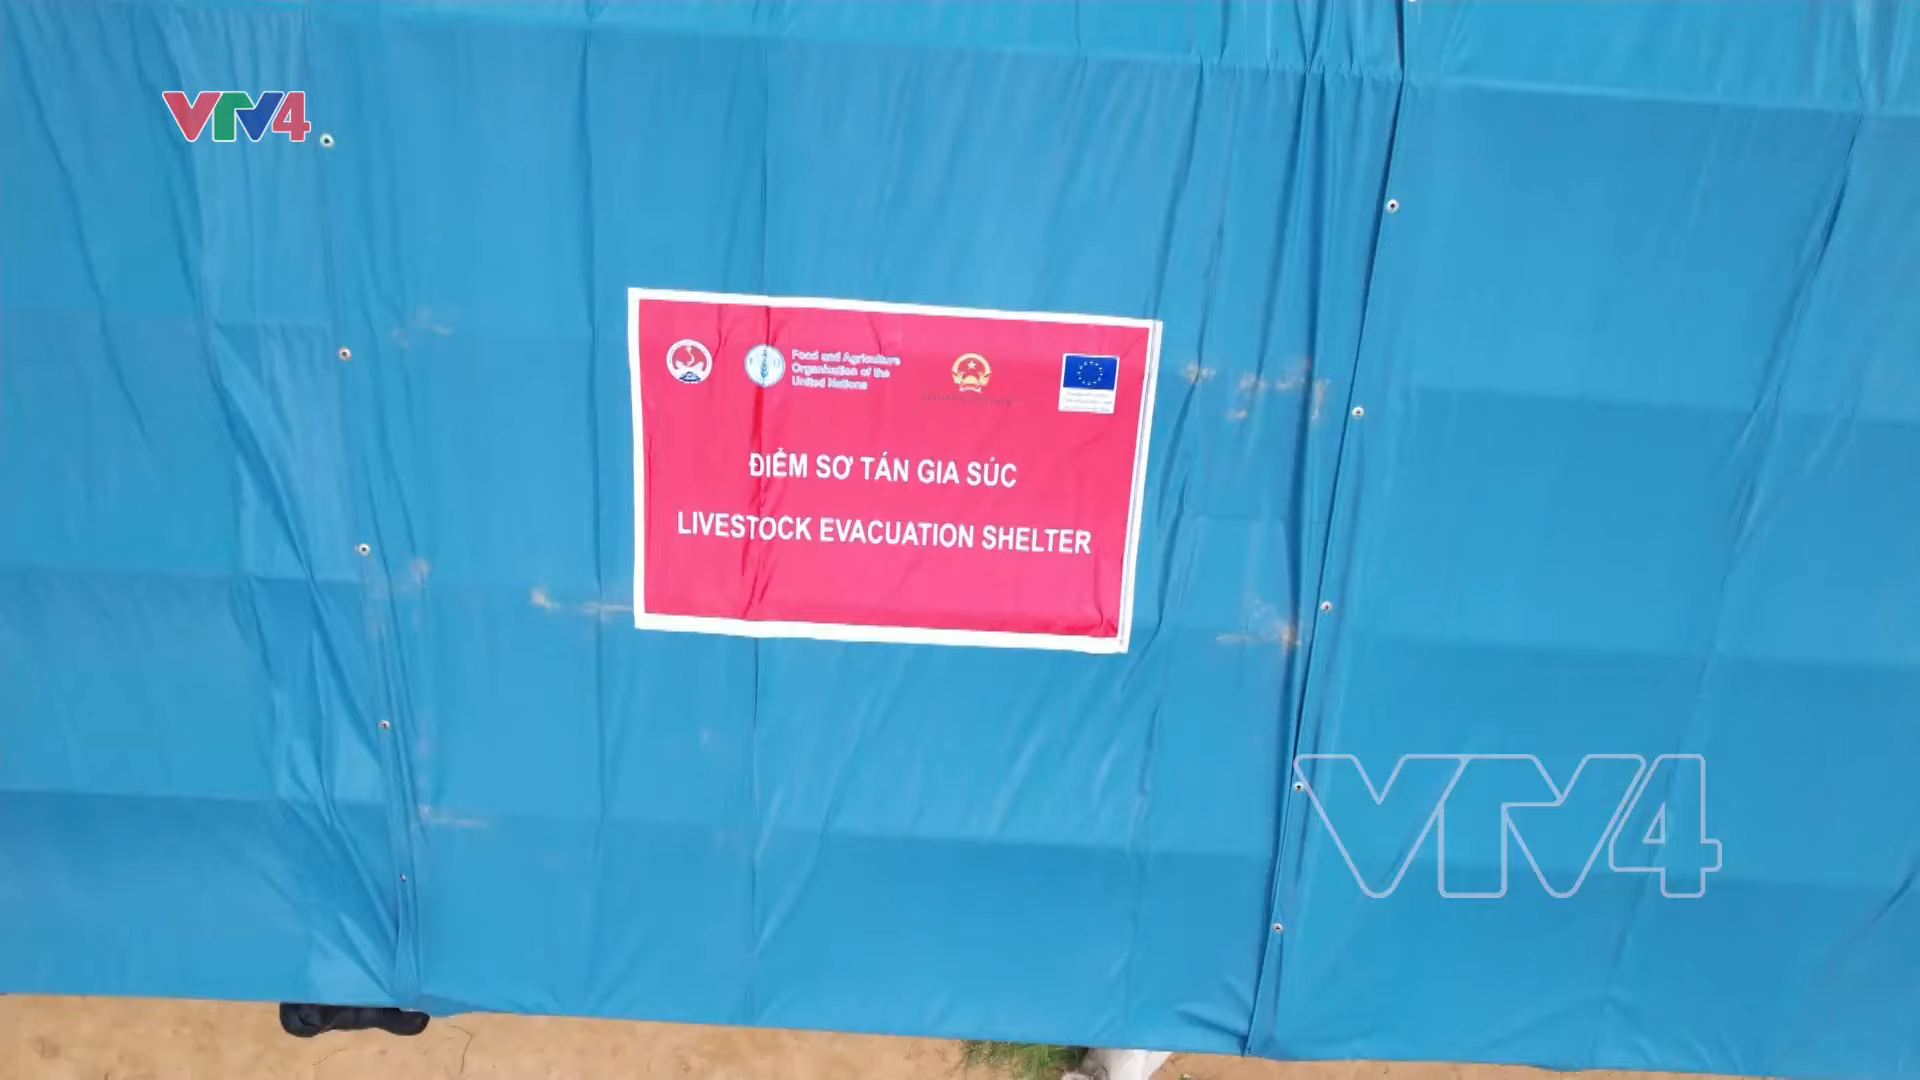 VTV4
Food and Agriculture
Organization of the
United Nations
ĐIỂM SƠ TÁN GIA SÚC
LIVESTOCK EVACUATION SHELTER
VTV4